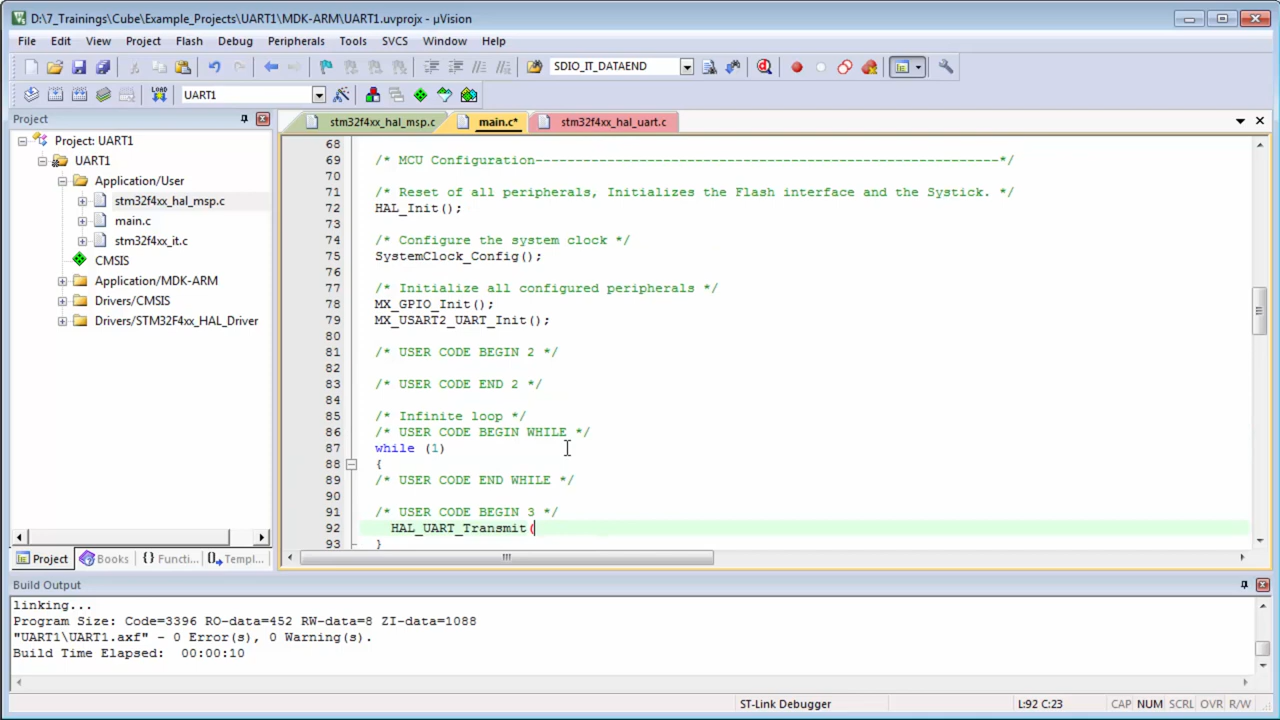 D:\7_Trainings\Cube\Example_Projects\UART1\MDK-ARM\UART1.uvprojx - µVision
File Edit View Project Flash Debug Peripherals Tools SVCS Window Help
SDIO_IT_DATAEND
LOAD UART1
Project
stm32f4xx_hal_msp.c main.c* stm32f4xx_hal_uart.c
Project: UART1
UART1
Application/User
stm32f4xx_hal_msp.c
main.c
stm32f4xx_it.c
CMSIS
Application/MDK-ARM
Drivers/CMSIS
Drivers/STM32F4xx_HAL_Driver
Project Books {} Functi... Templ...
68
69 /* MCU Configuration----------------------------------------------------------*/
70
71 /* Reset of all peripherals, Initializes the Flash interface and the Systick. */
72 HAL_Init();
73
74 /* Configure the system clock */
75 SystemClock_Config();
76
77 /* Initialize all configured peripherals */
78 MX_GPIO_Init();
79 MX_USART2_UART_Init();
80
81 /* USER CODE BEGIN 2 */
82
83 /* USER CODE END 2 */
84
85 /* Infinite loop */
86 /* USER CODE BEGIN WHILE */
87 while (1)
88 {
89 /* USER CODE END WHILE */
90
91 /* USER CODE BEGIN 3 */
92 HAL_UART_Transmit(
93 }
Build Output
linking...
Program Size: Code=3396 RO-data=452 RW-data=8 ZI-data=1088
"UART1\UART1.axf" - 0 Error(s), 0 Warning(s).
Build Time Elapsed: 00:00:10
ST-Link Debugger L:92 C:23 CAP NUM SCRL OVR R/W